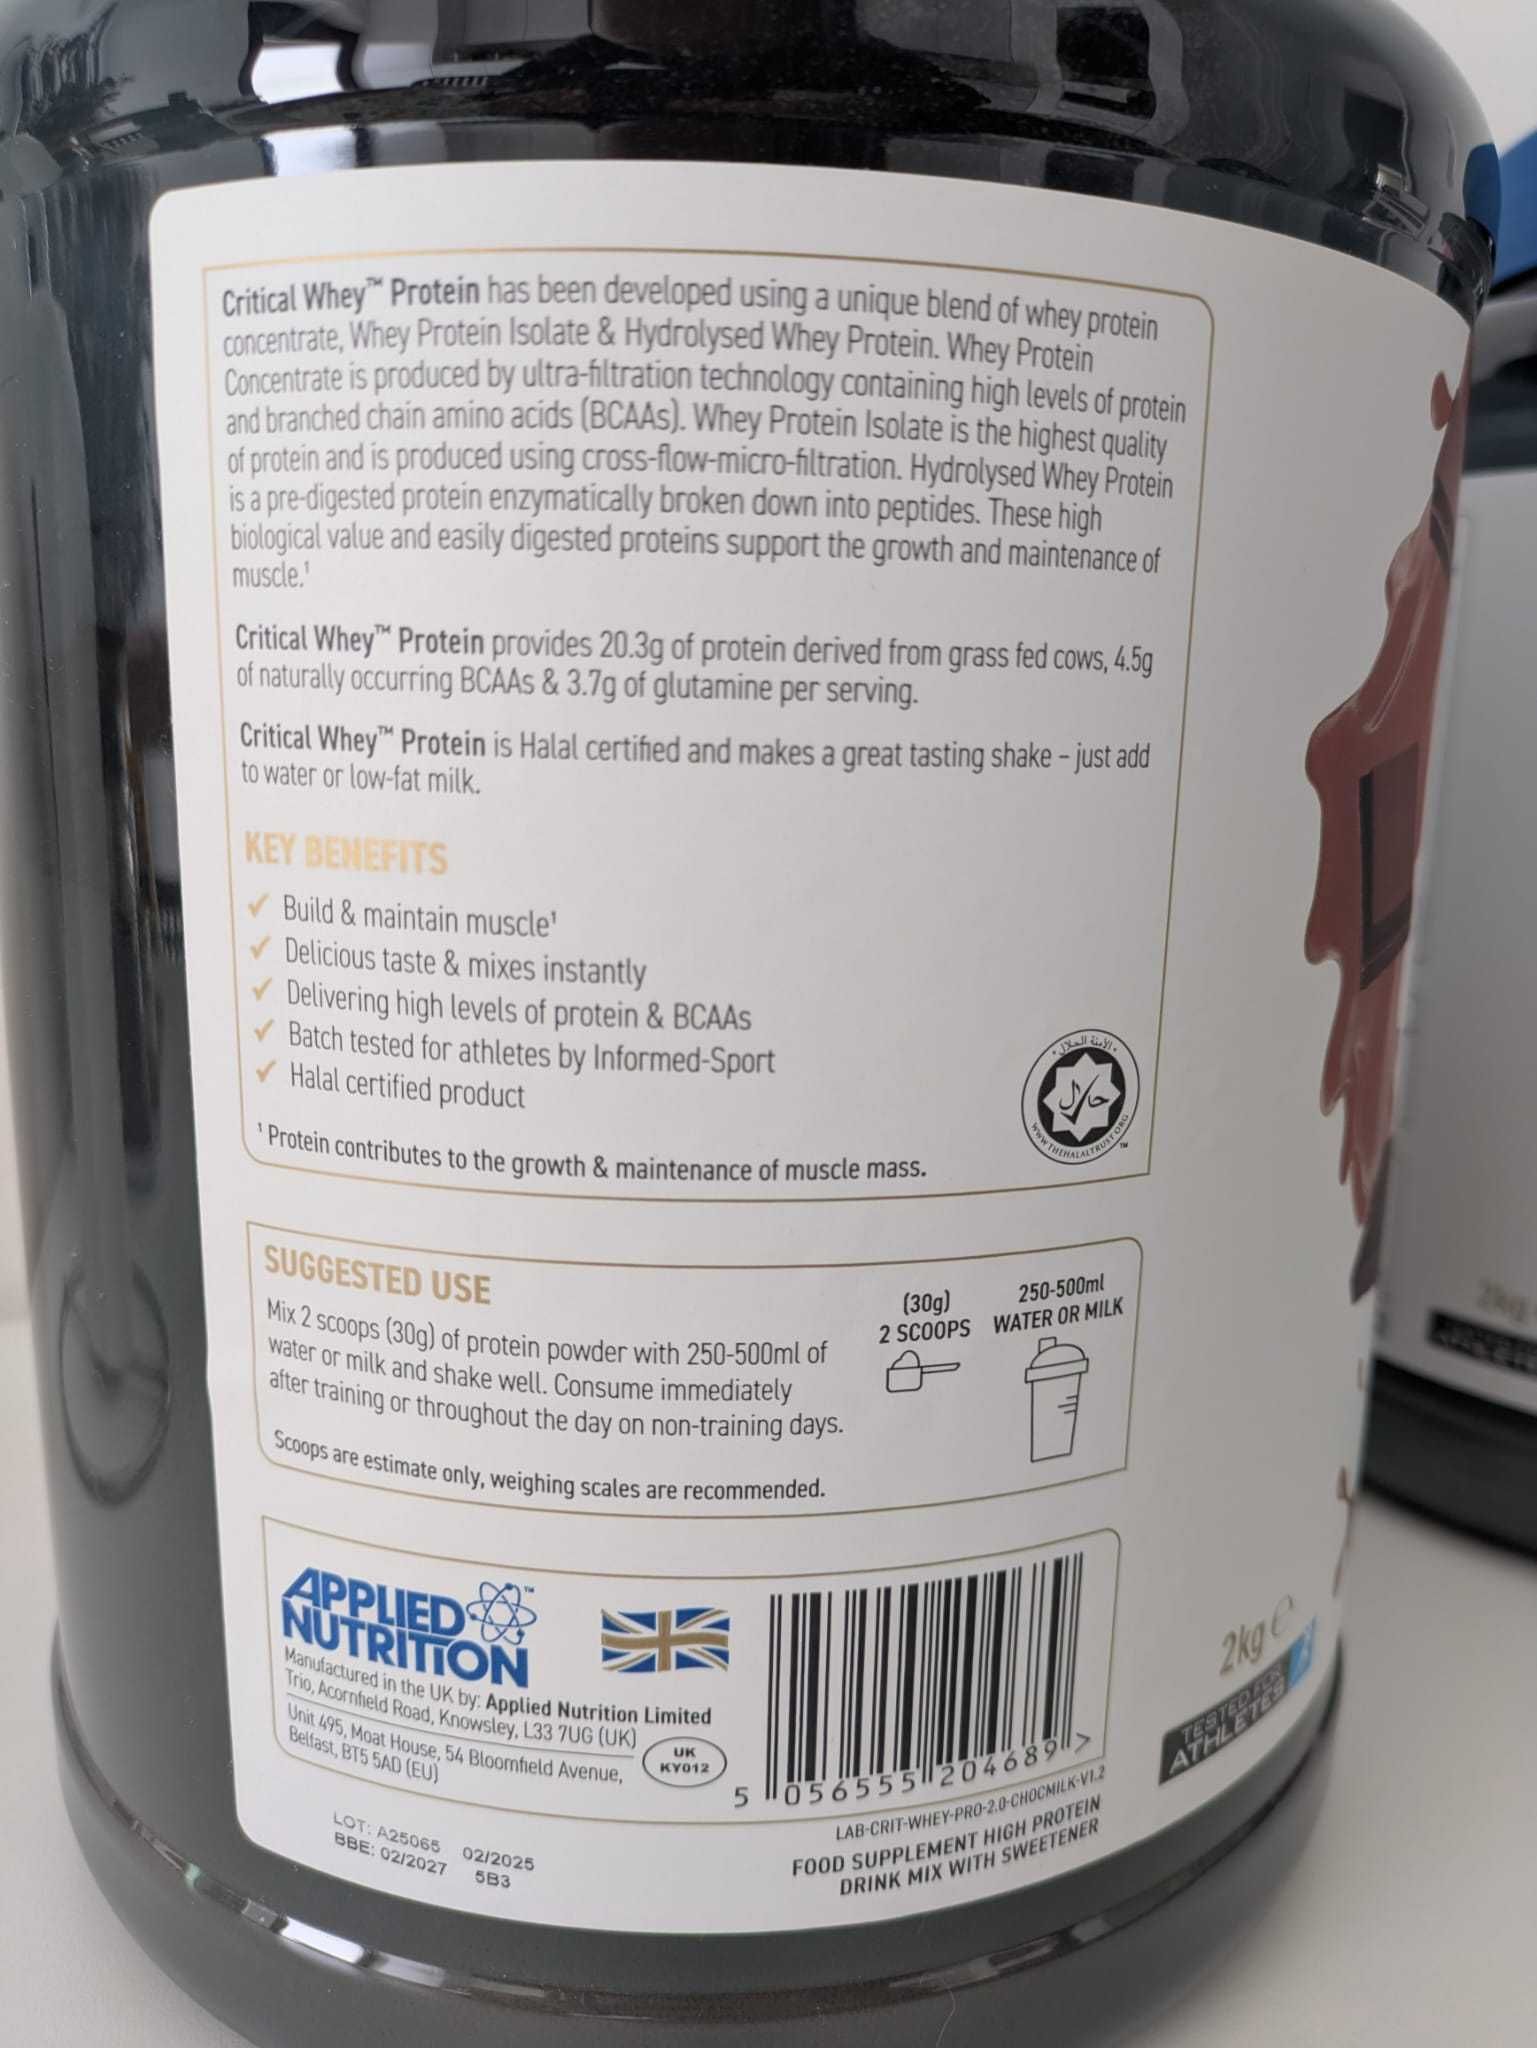 Critical Whey™ Protein has been developed using a unique blend of whey protein
concentrate, Whey Protein Isolate & Hydrolysed Whey Protein. Whey Protein
Concentrate is produced by ultra-filtration technology containing high levels of protein
and branched chain amino acids (BCAAs). Whey Protein Isolate is the highest quality
of protein and is produced using cross-flow-micro-filtration. Hydrolysed Whey Protein
is a pre-digested protein enzymatically broken down into peptides. These high
biological value and easily digested proteins support the growth and maintenance of
muscle.¹
Critical Whey™ Protein provides 20.3g of protein derived from grass fed cows, 4.5g
of naturally occurring BCAAs & 3.7g of glutamine per serving.
Critical Whey™ Protein is Halal certified and makes a great tasting shake – just add
to water or low-fat milk.
KEY BENEFITS
✓ Build & maintain muscle¹
✓ Delicious taste & mixes instantly
✓ Delivering high levels of protein & BCAAs
✓ Batch tested for athletes by Informed-Sport
✓ Halal certified product
¹ Protein contributes to the growth & maintenance of muscle mass.
حلال
WWW.THEHALALTRUST.ORG
™
SUGGESTED USE
Mix 2 scoops (30g) of protein powder with 250-500ml of
water or milk and shake well. Consume immediately
after training or throughout the day on non-training days.
Scoops are estimate only, weighing scales are recommended.
(30g)
2 SCOOPS
250-500ml
WATER OR MILK
APPLIED
NUTRITION™
Manufactured in the UK by: Applied Nutrition Limited
Trio, Acornfield Road, Knowsley, L33 7UG (UK)
Unit 495, Moat House, 54 Bloomfield Avenue,
Belfast, BT5 5AD (EU)
UK
KY012
5 056555 204689 >
LAB-CRIT-WHEY-PRO-2.0-CHOCMILK-V1.2
FOOD SUPPLEMENT HIGH PROTEIN
DRINK MIX WITH SWEETENER
LOT: A25065 02/2025
BBE: 02/2027 5B3
2kg ℮
TESTED FOR
ATHLETES